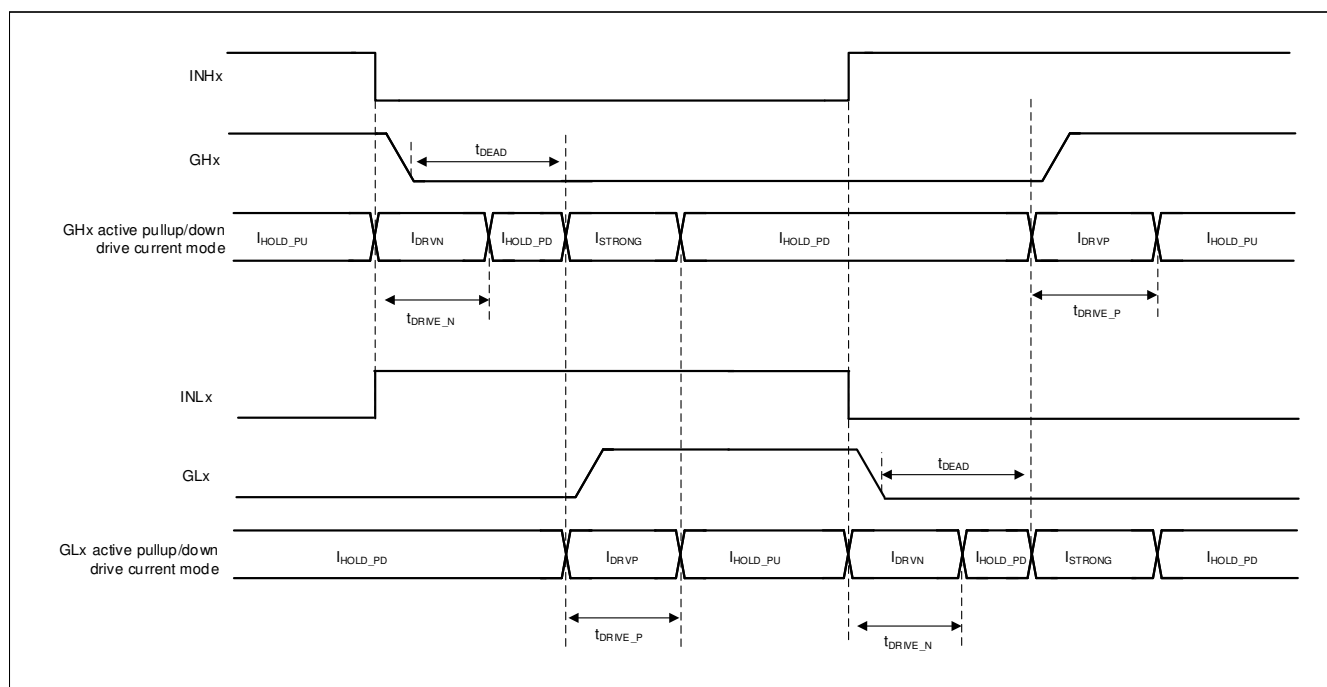 INHx
GHx
tDEAD
GHx active pullup/down
drive current mode
IHOLD_PU IDRVN IHOLD_PD ISTRONG IHOLD_PD IDRVP IHOLD_PU
tDRIVE_N
tDRIVE_P
INLx
GLx
tDEAD
GLx active pullup/down
drive current mode
IHOLD_PD IDRVP IHOLD_PU IDRVN IHOLD_PD ISTRONG IHOLD_PD
tDRIVE_P
tDRIVE_N